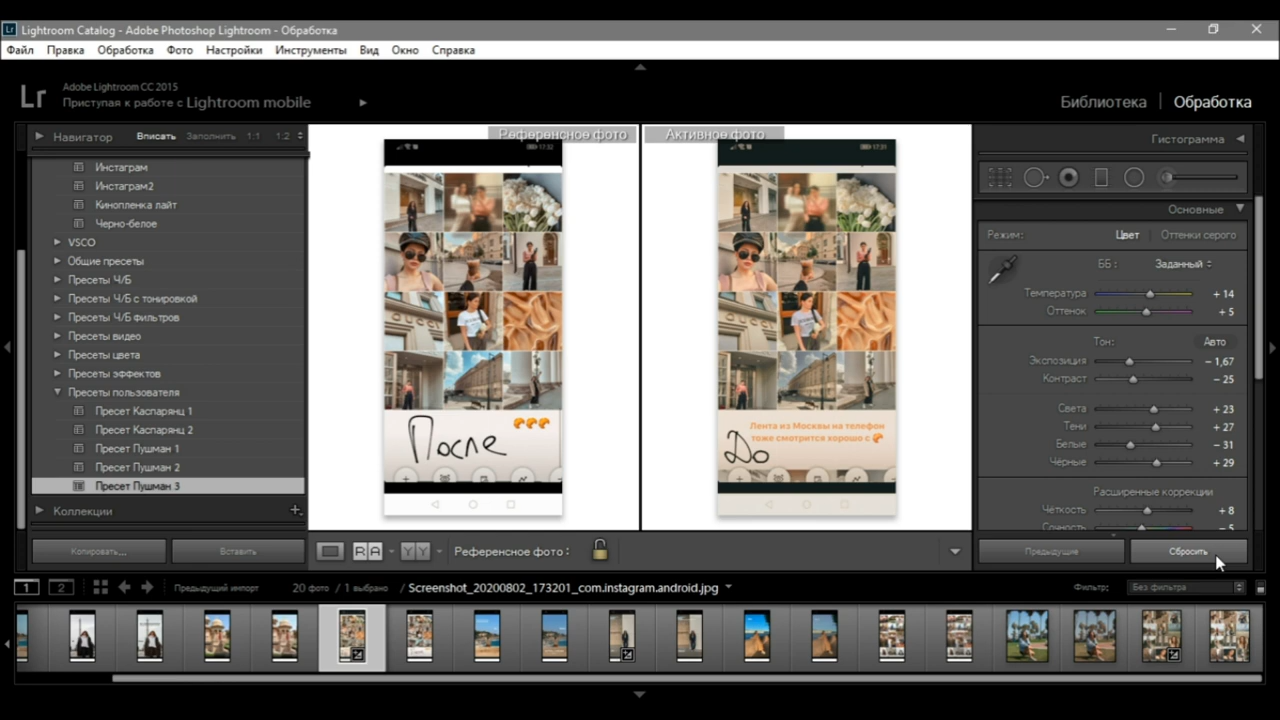 Lightroom Catalog - Adobe Photoshop Lightroom - Обработка
Файл Правка Обработка Фото Настройки Инструменты Вид Окно Справка
Lr Adobe Lightroom CC 2015
Приступая к работе с Lightroom mobile
Библиотека | Обработка
Навигатор Вписать Заполнить 1:1 1:2
Инстаграм
Инстаграм2
Кинопленка лайт
Черно-белое
VSCO
Общие пресеты
Пресеты Ч/Б
Пресеты Ч/Б с тонировкой
Пресеты Ч/Б фильтров
Пресеты видео
Пресеты цвета
Пресеты эффектов
Пресеты пользователя
Пресет Каспарянц 1
Пресет Каспарянц 2
Пресет Пушман 1
Пресет Пушман 2
Пресет Пушман 3
Коллекции
Копировать... Вставить
Референсное фото
17:32
После
Активное фото
17:31
Лента из Москвы на телефон
тоже смотрится хорошо с
До
Гистограмма
Основные
Режим: Цвет | Оттенки серого
ББ : Заданный
Температура + 14
Оттенок + 5
Тон: Авто
Экспозиция – 1,67
Контраст – 25
Света + 23
Тени + 27
Белые – 31
Чёрные + 29
Расширенные коррекции
Чёткость + 8
Сочность – 5
Предыдущие Сбросить
R A Y Y Референсное фото :
1 2 Предыдущий импорт 20 фото / 1 выбрано / Screenshot_20200802_173201_com.instagram.android.jpg Фильтр: Без фильтра